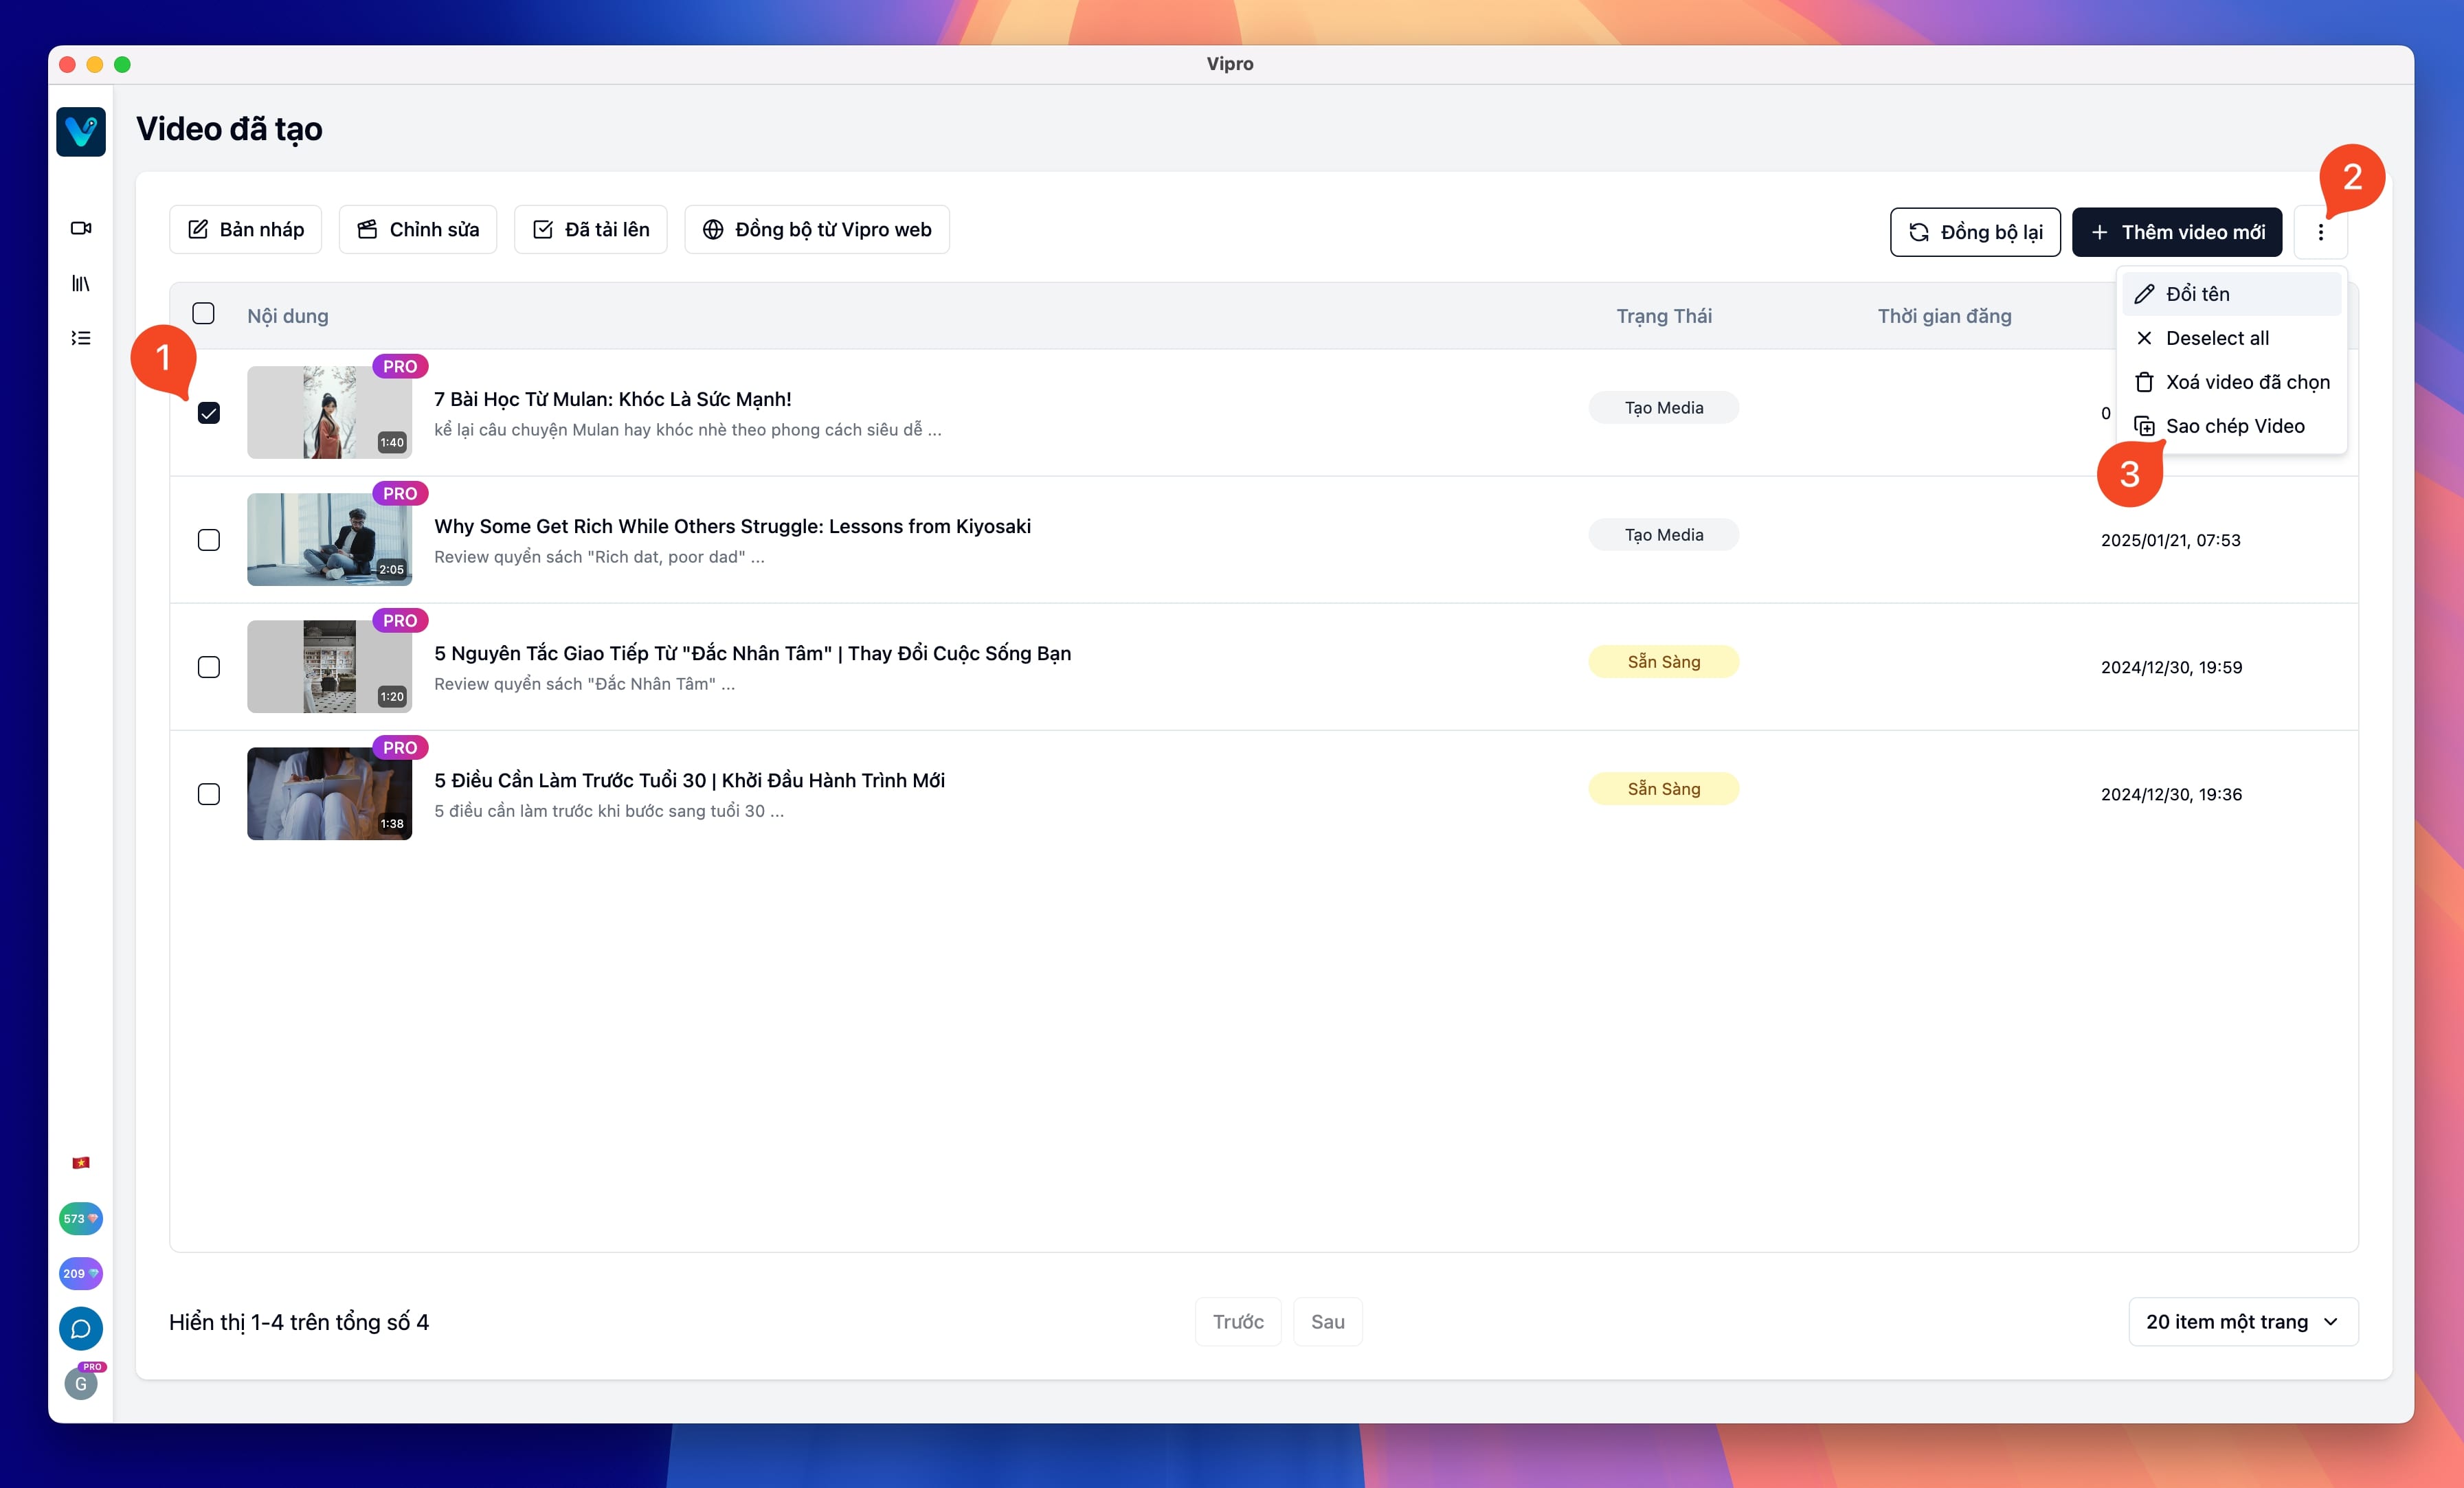 Vipro
Video đã tạo
2
Bản nháp
Chỉnh sửa
Đã tải lên
Đồng bộ từ Vipro web
Đồng bộ lại
Thêm video mới
Nội dung
Trạng Thái
Thời gian đăng
Đổi tên
Deselect all
Xoá video đã chọn
Sao chép Video
1
3
PRO
1:40
7 Bài Học Từ Mulan: Khóc Là Sức Mạnh!
kể lại câu chuyện Mulan hay khóc nhè theo phong cách siêu dễ ...
Tạo Media
0
PRO
2:05
Why Some Get Rich While Others Struggle: Lessons from Kiyosaki
Review quyển sách "Rich dat, poor dad" ...
Tạo Media
2025/01/21, 07:53
PRO
1:20
5 Nguyên Tắc Giao Tiếp Từ "Đắc Nhân Tâm" | Thay Đổi Cuộc Sống Bạn
Review quyển sách "Đắc Nhân Tâm" ...
Sẵn Sàng
2024/12/30, 19:59
PRO
1:38
5 Điều Cần Làm Trước Tuổi 30 | Khởi Đầu Hành Trình Mới
5 điều cần làm trước khi bước sang tuổi 30 ...
Sẵn Sàng
2024/12/30, 19:36
573
209
PRO
G
Hiển thị 1-4 trên tổng số 4
Trước
Sau
20 item một trang